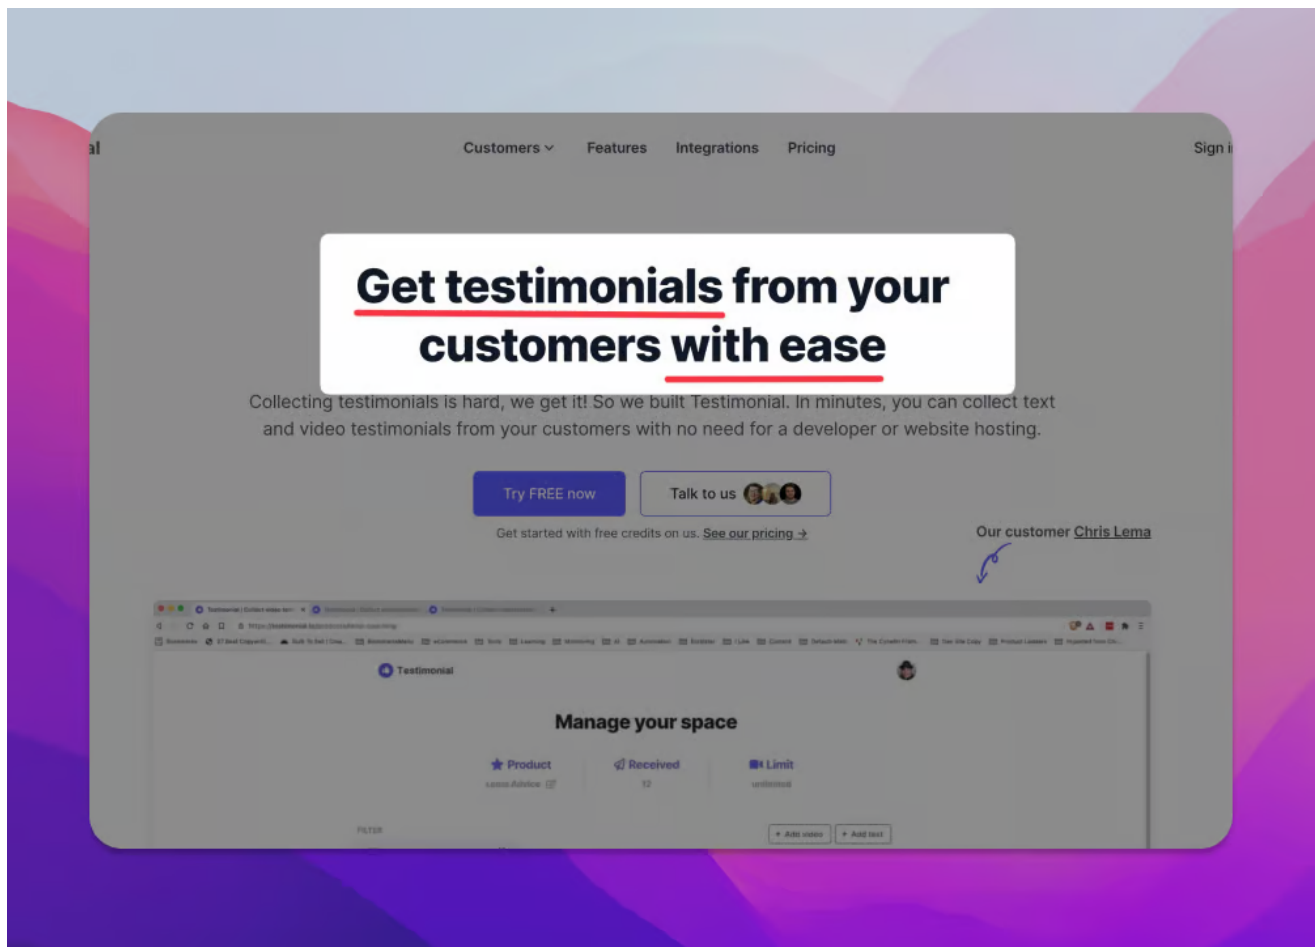 al
Customers
Features
Integrations
Pricing
Sign i
Get testimonials from your
customers with ease
Collecting testimonials is hard, we get it! So we built Testimonial. In minutes, you can collect text
and video testimonials from your customers with no need for a developer or website hosting.
Try FREE now
Talk to us
Get started with free credits on us. See our pricing →
Our customer Chris Lema
Testimonial
Manage your space
Product
Received
Limit
12
unlimited
FILTER
+ Add video
+ Add text